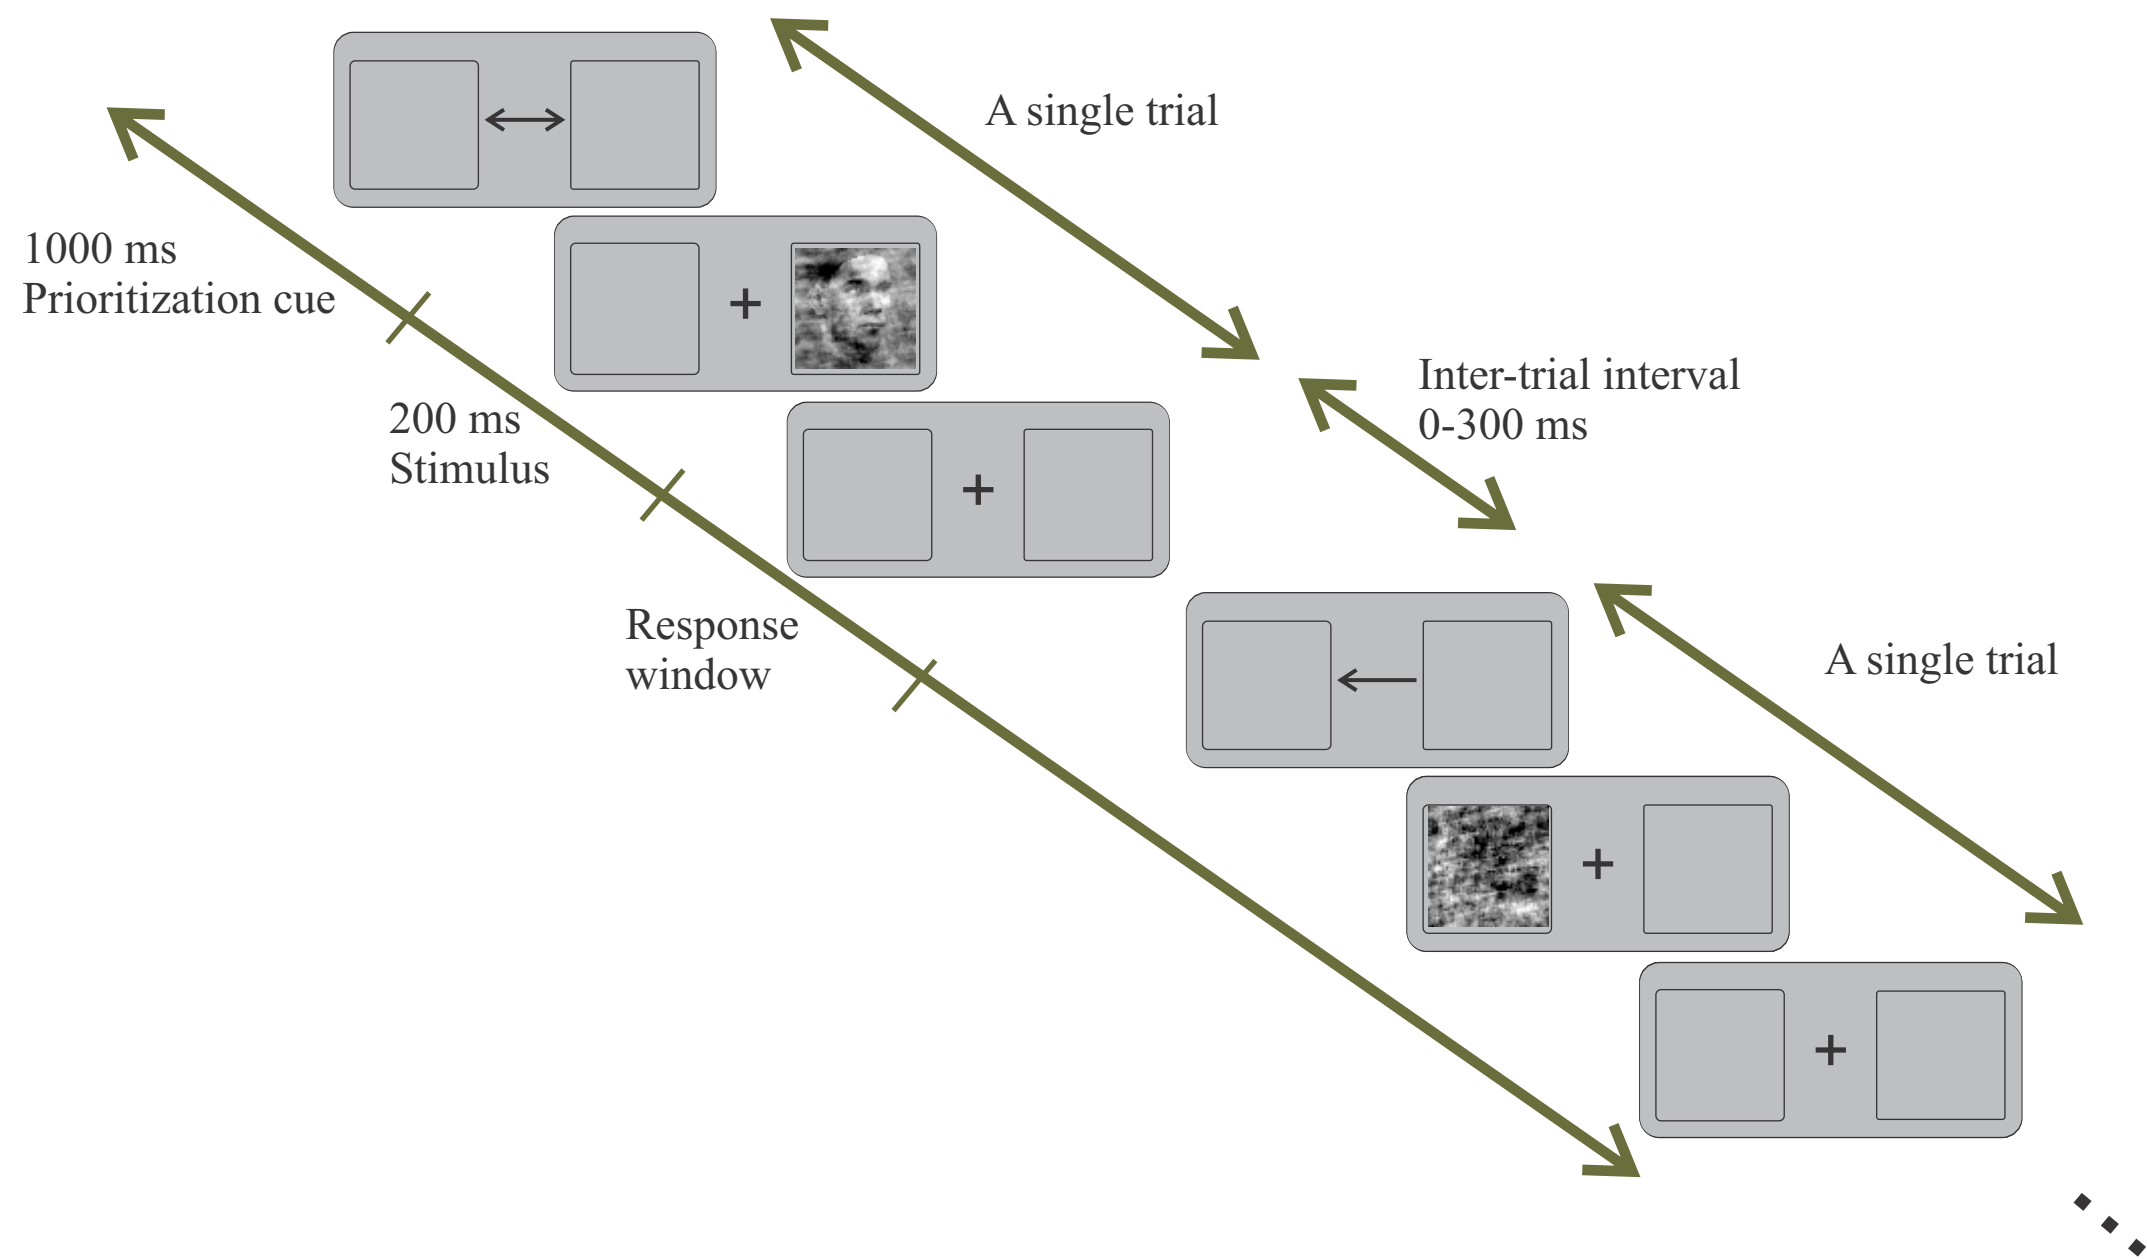 A single trial
1000 ms
Prioritization cue
Inter-trial interval
0-300 ms
200 ms
Stimulus
Response
window
A single trial